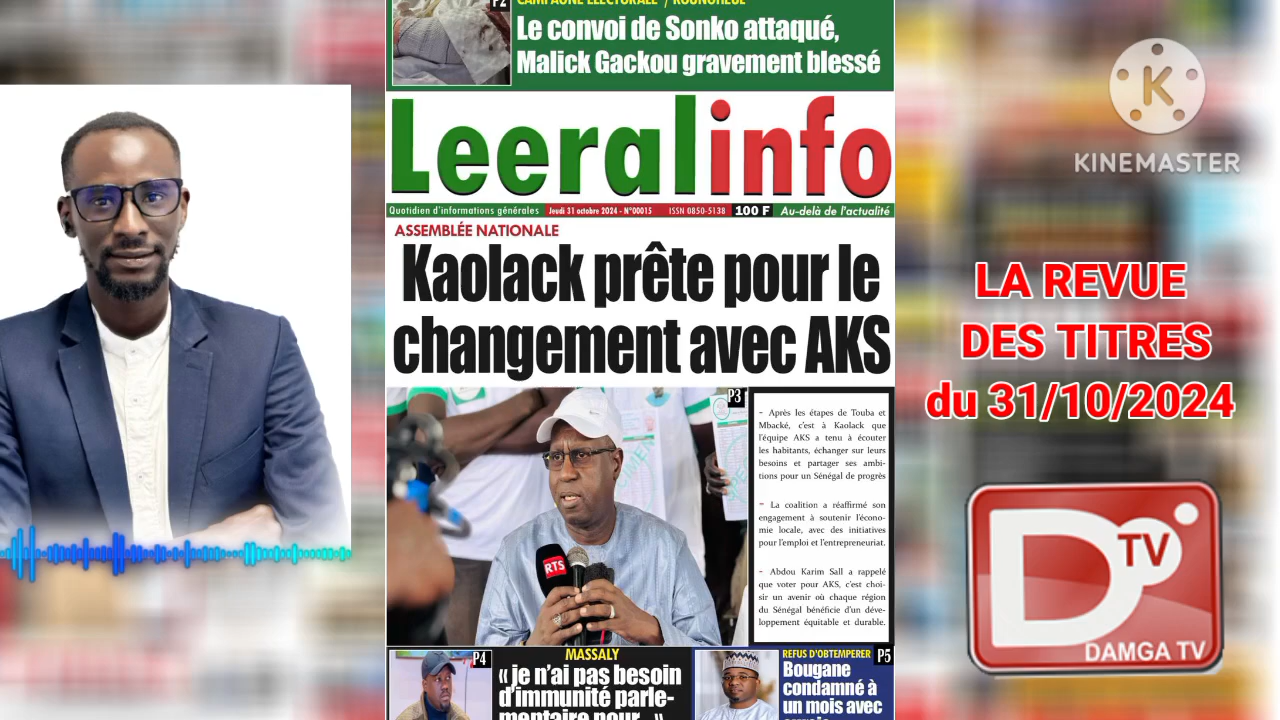 P2
CAMPAGNE ELECTORALE / KOUNGHEUL
Le convoi de Sonko attaqué,
Malick Gackou gravement blessé
Leeralinfo
Quotidien d'informations générales
Jeudi 31 octobre 2024 - N°00015
ISSN 0850-5138
100 F
Au-delà de l'actualité
ASSEMBLÉE NATIONALE
Kaolack prête pour le
changement avec AKS
P3
- Après les étapes de Touba et
Mbacké, c'est à Kaolack que
l'équipe AKS a tenu à écouter
les habitants, échanger sur leurs
besoins et partager ses ambi-
tions pour un Sénégal de progrès
- La coalition a réaffirmé son
engagement à soutenir l'écono-
mie locale, avec des initiatives
pour l'emploi et l'entrepreneuriat.
- Abdou Karim Sall a rappelé
que voter pour AKS, c'est choi-
sir un avenir où chaque région
du Sénégal bénéficie d'un déve-
loppement équitable et durable.
RTS
P4
MASSALY
« je n'ai pas besoin
d'immunité parle-
mentaire pour...»
REFUS D'OBTEMPERER
P5
Bougane
condamné à
un mois avec
sursis
K
KINEMASTER
LA REVUE
DES TITRES
du 31/10/2024
D TV
DAMGA TV